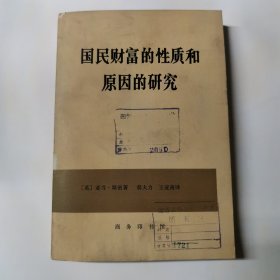 国民财富的性质和
原因的研究
〔英〕亚当·斯密著 郭大力 王亚南译
商务印书馆